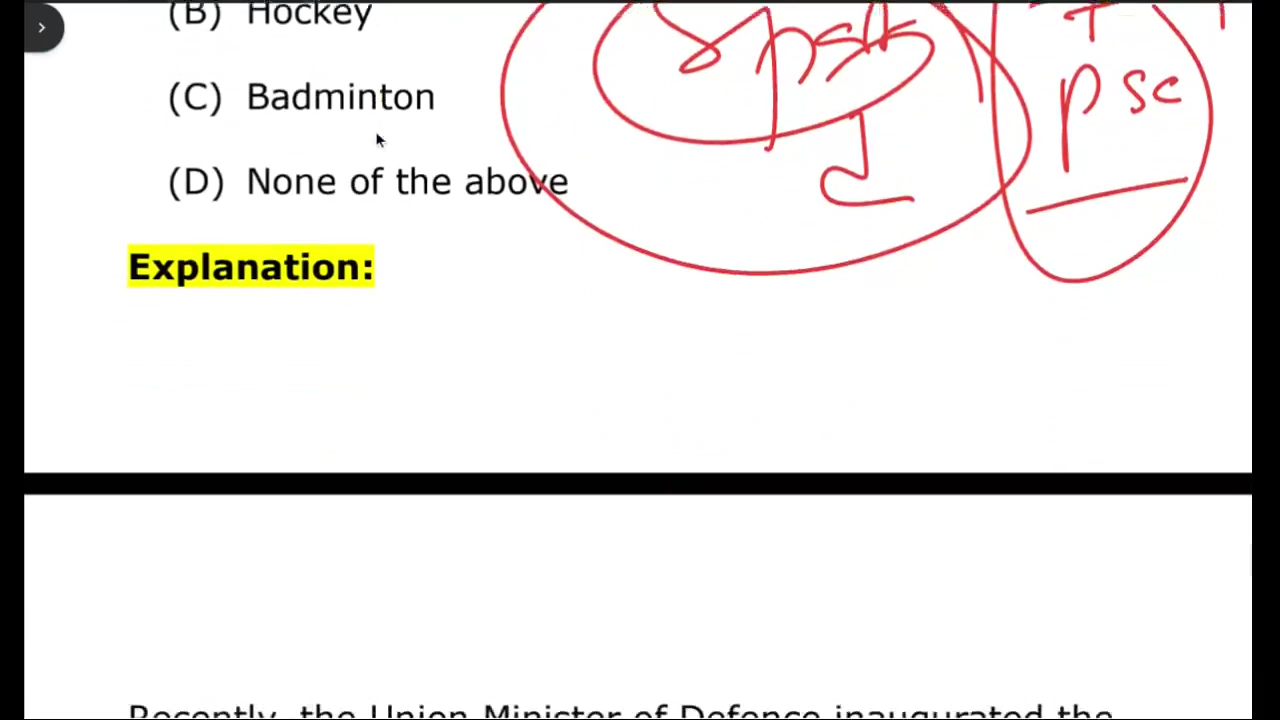 (B) Hockey
(C) Badminton
psc
(D) None of the above
Explanation:
Recently, the Union Minister of Defence inaugurated the